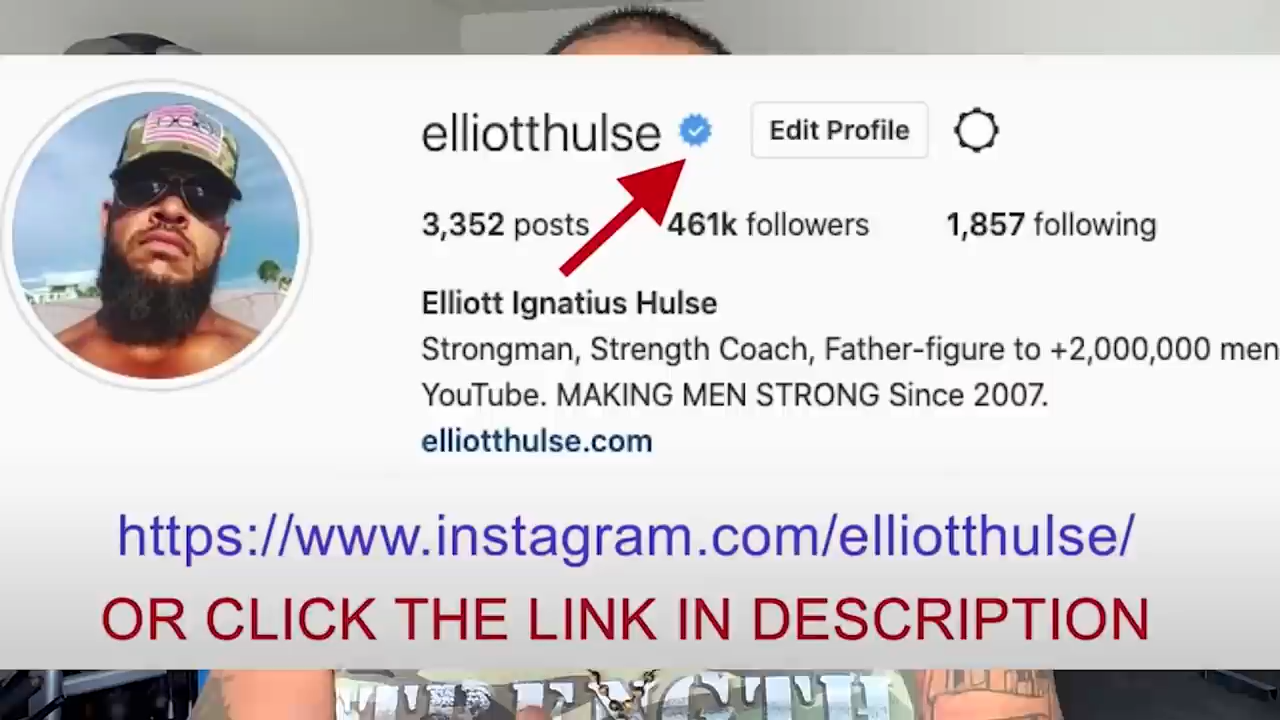 elliotthulse Edit Profile
3,352 posts 461k followers 1,857 following
Elliott Ignatius Hulse
Strongman, Strength Coach, Father-figure to +2,000,000 men
YouTube. MAKING MEN STRONG Since 2007.
elliotthulse.com
https://www.instagram.com/elliotthulse/
OR CLICK THE LINK IN DESCRIPTION